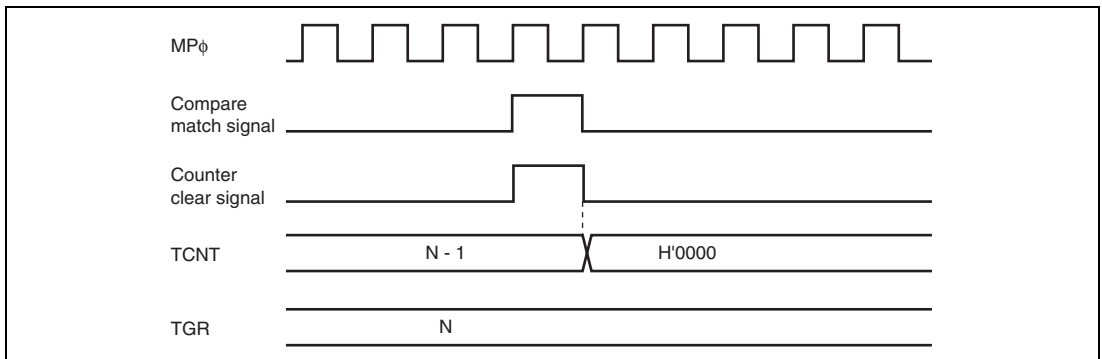 MPϕ
Compare
match signal
Counter
clear signal
TCNT
N - 1
H'0000
TGR
N